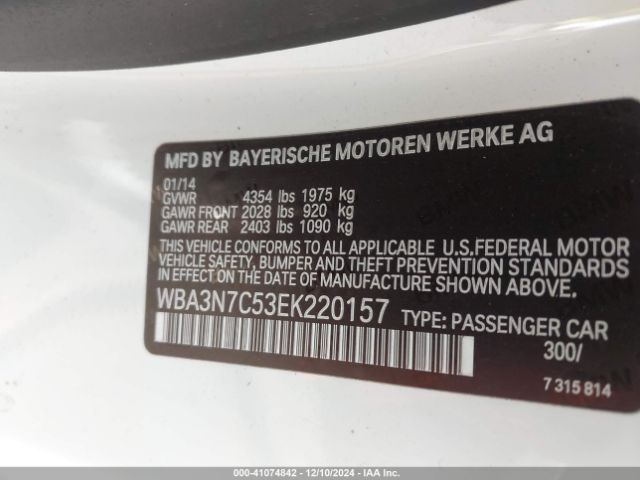 MFD BY BAYERISCHE MOTOREN WERKE AG
01/14
GVWR 4354 lbs 1975 kg
GAWR FRONT 2028 lbs 920 kg
GAWR REAR 2403 lbs 1090 kg
THIS VEHICLE CONFORMS TO ALL APPLICABLE U.S.FEDERAL MOTOR
VEHICLE SAFETY, BUMPER AND THEFT PREVENTION STANDARDS
IN EFFECT ON THE DATE OF MANUFACTURE SHOWN ABOVE.
WBA3N7C53EK220157 TYPE: PASSENGER CAR
300/
7 315 814
000-41074842 - 12/10/2024 - IAA Inc.